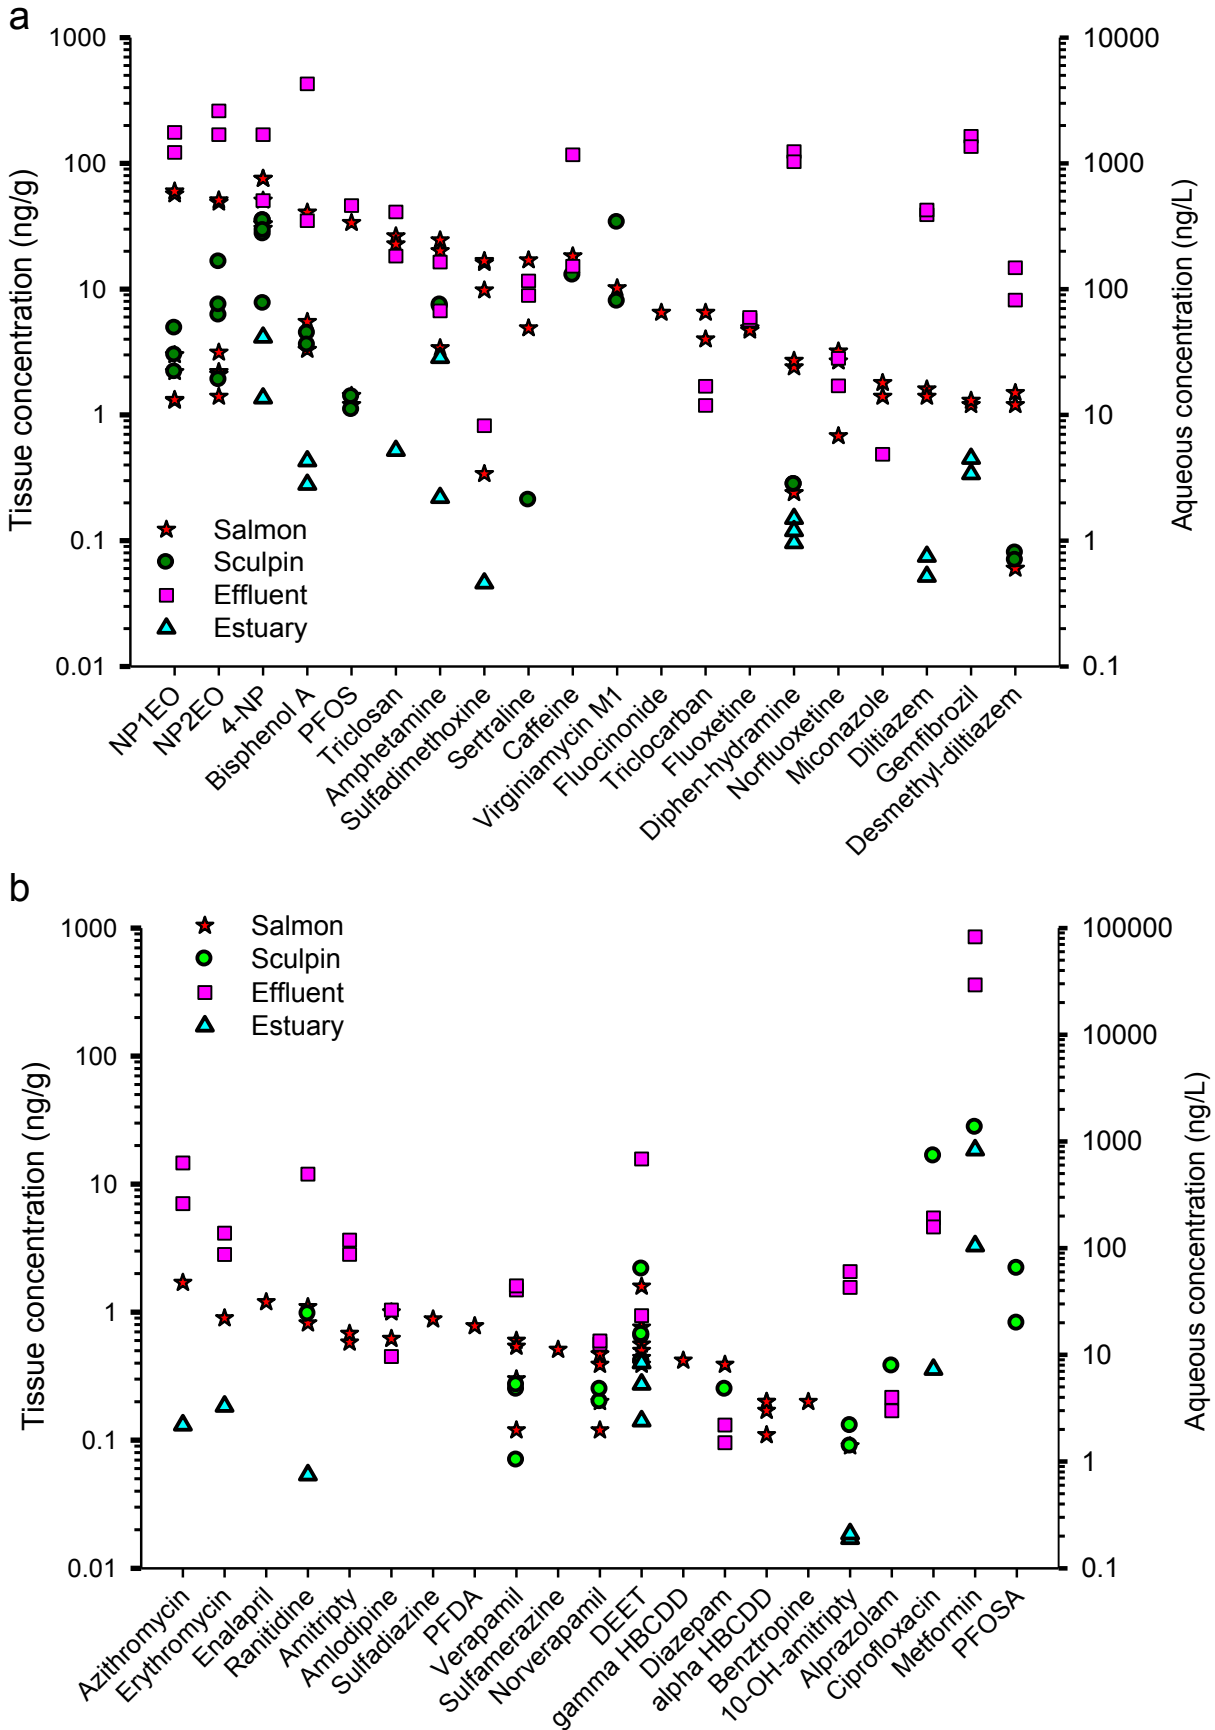 a
1000
100
10
1
0.1
0.01
Tissue concentration (ng/g)
10000
1000
100
10
1
0.1
Aqueous concentration (ng/L)
Salmon
Sculpin
Effluent
Estuary
NP1EO
NP2EO
4-NP
Bisphenol A
PFOS
Triclosan
Amphetamine
Sulfadimethoxine
Sertraline
Caffeine
Virginiamycin M1
Fluocinonide
Triclocarban
Fluoxetine
Diphen-hydramine
Norfluoxetine
Miconazole
Diltiazem
Gemfibrozil
Desmethyl-diltiazem
b
Salmon
Sculpin
Effluent
Estuary
1000
100
10
1
0.1
0.01
Tissue concentration (ng/g)
100000
10000
1000
100
10
1
0.1
Aqueous concentration (ng/L)
Azithromycin
Erythromycin
Enalapril
Ranitidine
Amitripty
Amlodipine
Sulfadiazine
PFDA
Verapamil
Sulfamerazine
Norverapamil
DEET
gamma HBCDD
Diazepam
alpha HBCDD
Benztropine
10-OH-amitripty
Alprazolam
Ciprofloxacin
Metformin
PFOSA